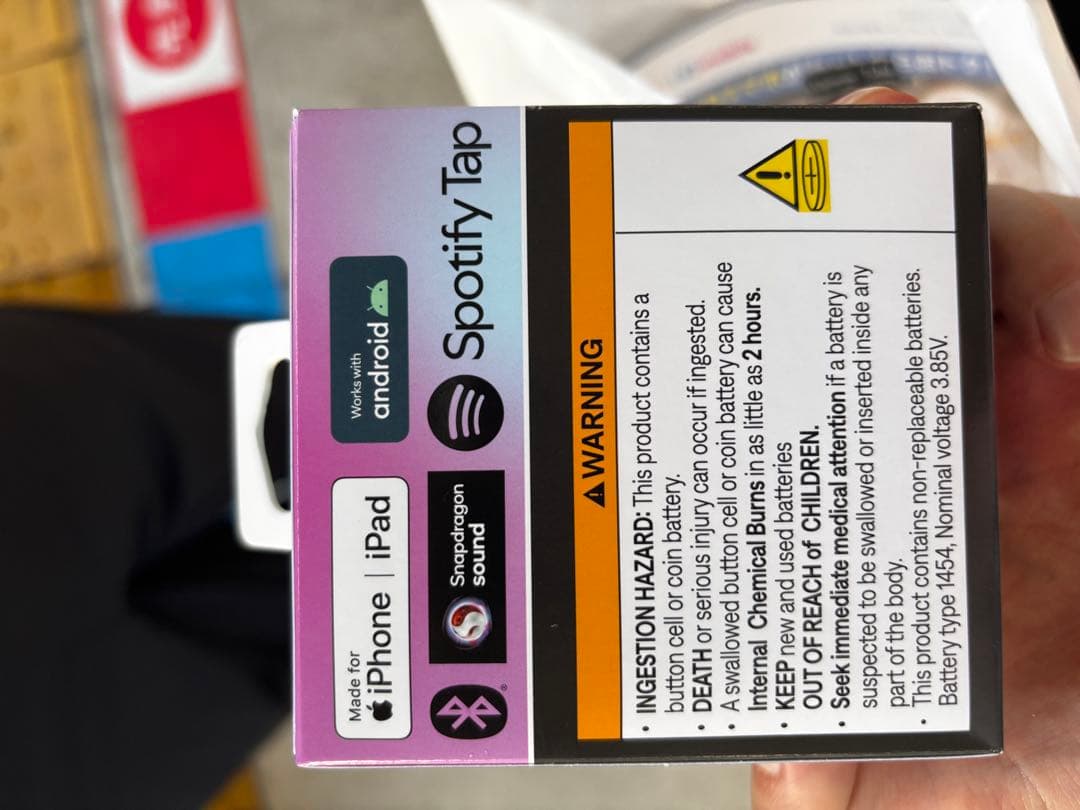 Made for
iPhone | iPad
Works with
android
Snapdragon
sound
Spotify Tap
⚠ WARNING
• INGESTION HAZARD: This product contains a
button cell or coin battery.
• DEATH or serious injury can occur if ingested.
• A swallowed button cell or coin battery can cause
Internal Chemical Burns in as little as 2 hours.
• KEEP new and used batteries
OUT OF REACH of CHILDREN.
• Seek immediate medical attention if a battery is
suspected to be swallowed or inserted inside any
part of the body.
• This product contains non-replaceable batteries.
Battery type 1454, Nominal voltage 3.85V.